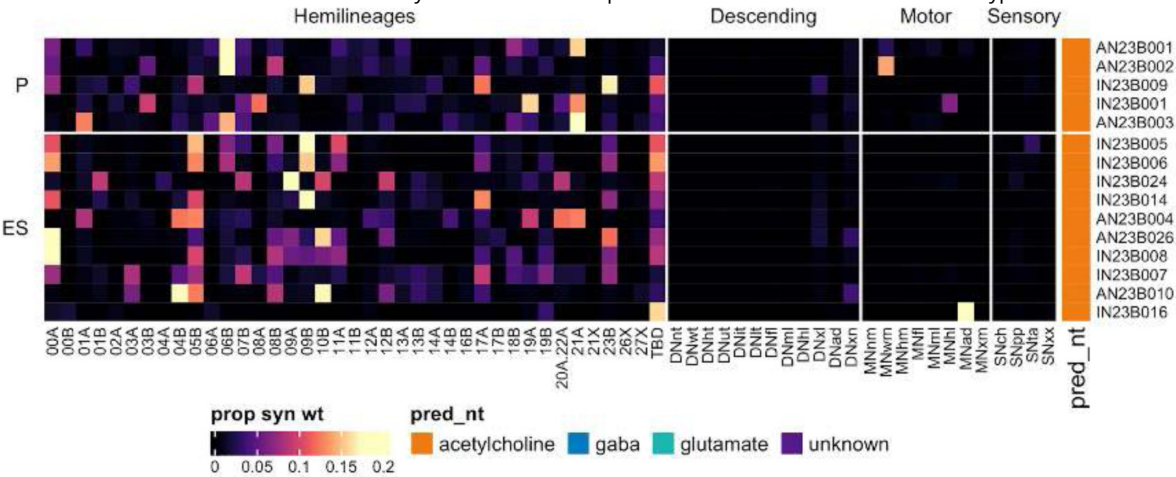 Hemilineages Descending Motor Sensory
P
ES
AN23B001
AN23B002
IN23B009
IN23B001
AN23B003
IN23B005
IN23B006
IN23B024
IN23B014
AN23B004
AN23B026
IN23B008
IN23B007
AN23B010
IN23B016
00A 00B 01A 01B 02A 03A 03B 04A 04B 05B 06A 06B 07B 08A 08B 09A 09B 10B 11A 11B 12A 12B 13A 13B 14A 14B 16B 17A 17B 18B 19A 19B 20A.22A 21A 21X 23B 26X 27X TBD
DNnt DNwt DNht DNut DNit DNlt DNfl DNml DNhl DNxl DNad DNxn
MNnm MNwm MNhm MNfl MNml MNhl MNad MNxm
SNch SNpp SNta SNxx
pred_nt
prop syn wt
0 0.05 0.1 0.15 0.2
pred_nt
acetylcholine gaba glutamate unknown